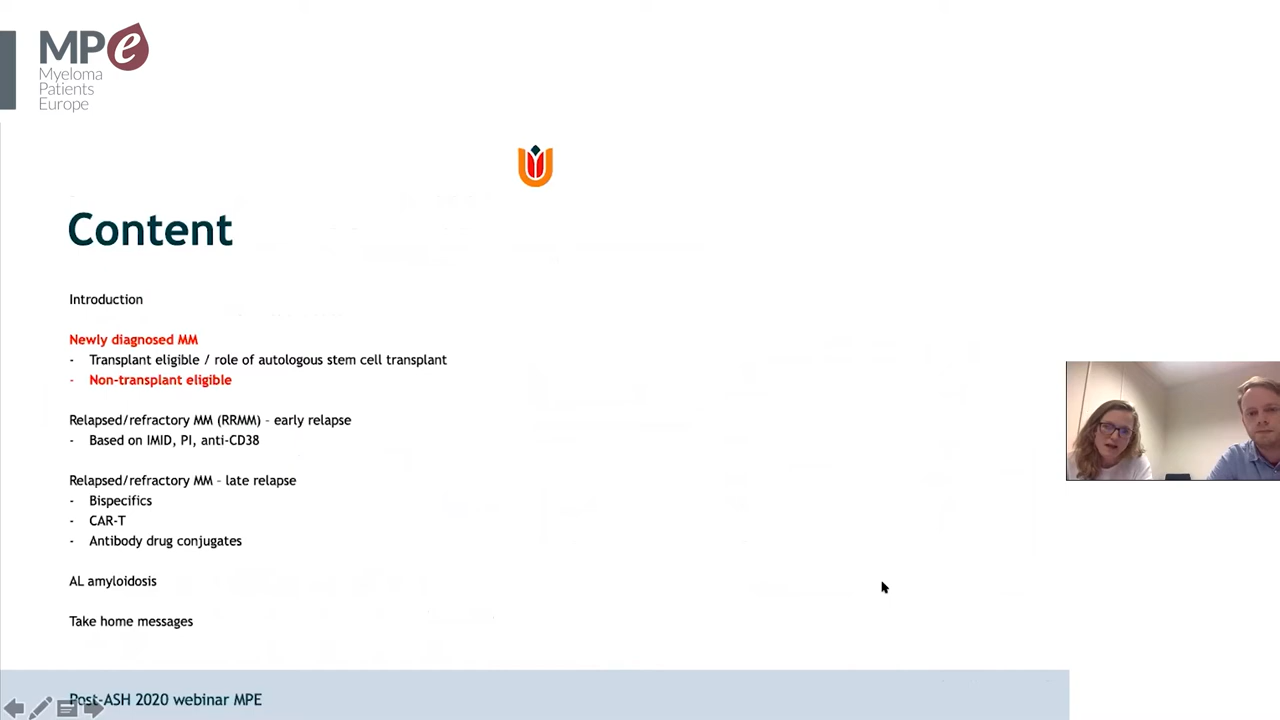 MPe
Myeloma
Patients
Europe
Content
Introduction
Newly diagnosed MM
- Transplant eligible / role of autologous stem cell transplant
- Non-transplant eligible
Relapsed/refractory MM (RRMM) – early relapse
- Based on IMID, PI, anti-CD38
Relapsed/refractory MM – late relapse
- Bispecifics
- CAR-T
- Antibody drug conjugates
AL amyloidosis
Take home messages
Post-ASH 2020 webinar MPE